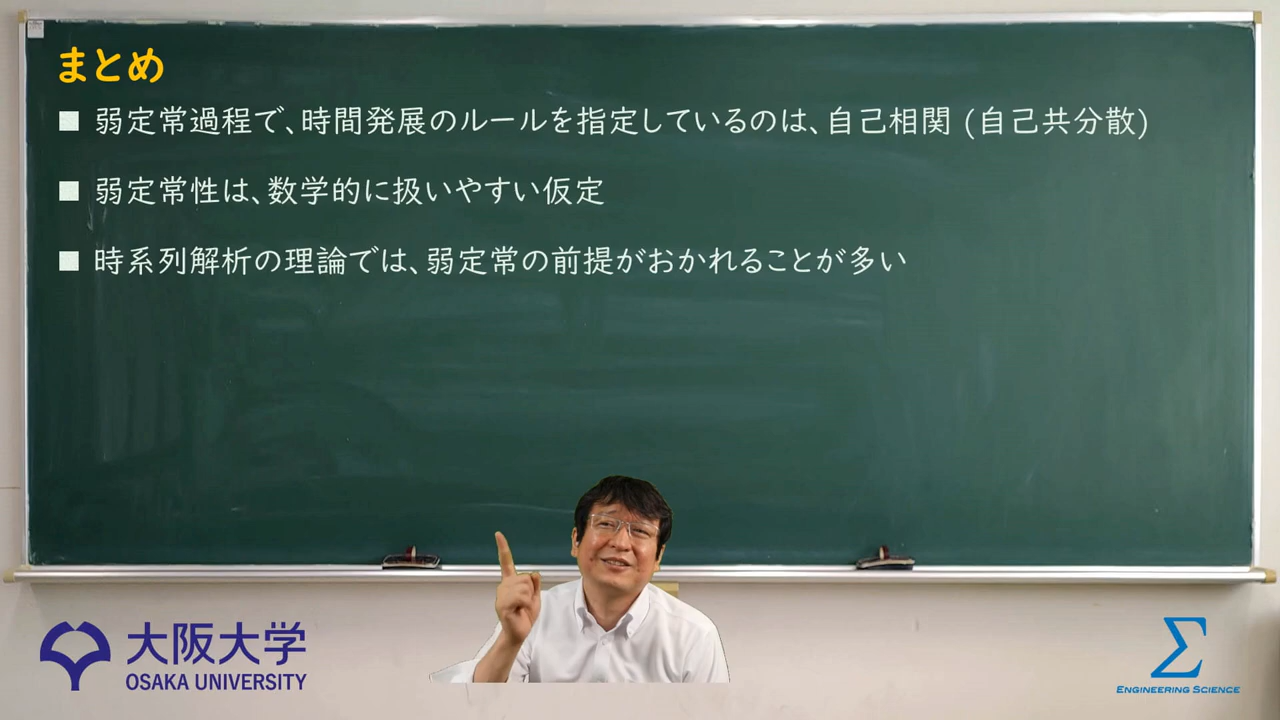 まとめ
■ 弱定常過程で、時間発展のルールを指定しているのは、自己相関 (自己共分散)
■ 弱定常性は、数学的に扱いやすい仮定
■ 時系列解析の理論では、弱定常の前提がおかれることが多い
大阪大学
OSAKA UNIVERSITY
Σ
ENGINEERING SCIENCE